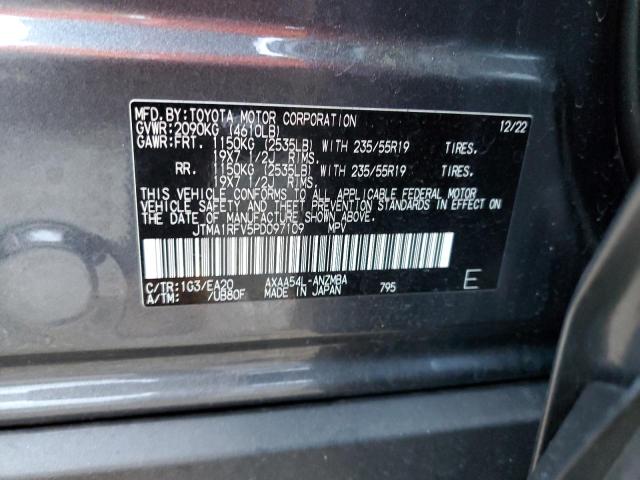 MFD.BY:TOYOTA MOTOR CORPORATION 12/22
GVWR:2090KG (4610LB)
GAWR:FRT. 1150KG (2535LB) WITH 235/55R19 TIRES.
19X7 1/2J RIMS.
RR. 1150KG (2535LB) WITH 235/55R19 TIRES.
19X7 1/2J RIMS.
THIS VEHICLE CONFORMS TO ALL APPLICABLE FEDERAL MOTOR
VEHICLE SAFETY AND BUMPER STANDARDS IN EFFECT ON
THE DATE OF MANUFACTURE SHOWN ABOVE.
JTMA1RFV5PD097109 MPV
C/TR:1G3/EA20 AXAA54L-ANZMBA
A/TM: /UB80F MADE IN JAPAN 795 E